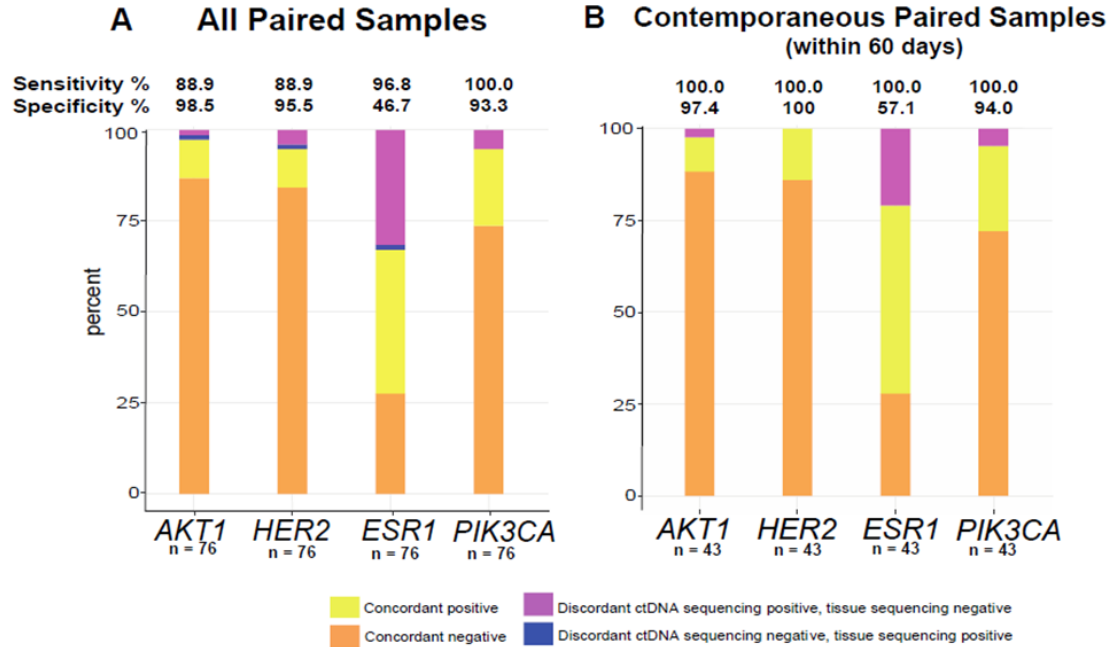 A All Paired Samples
Sensitivity % 88.9 88.9 96.8 100.0
Specificity % 98.5 95.5 46.7 93.3
percent
100
75
50
25
0
AKT1 HER2 ESR1 PIK3CA
n = 76 n = 76 n = 76 n = 76
B Contemporaneous Paired Samples
(within 60 days)
100.0 100.0 100.0 100.0
97.4 100 57.1 94.0
100
75
50
25
0
AKT1 HER2 ESR1 PIK3CA
n = 43 n = 43 n = 43 n = 43
Concordant positive
Concordant negative
Discordant ctDNA sequencing positive, tissue sequencing negative
Discordant ctDNA sequencing negative, tissue sequencing positive